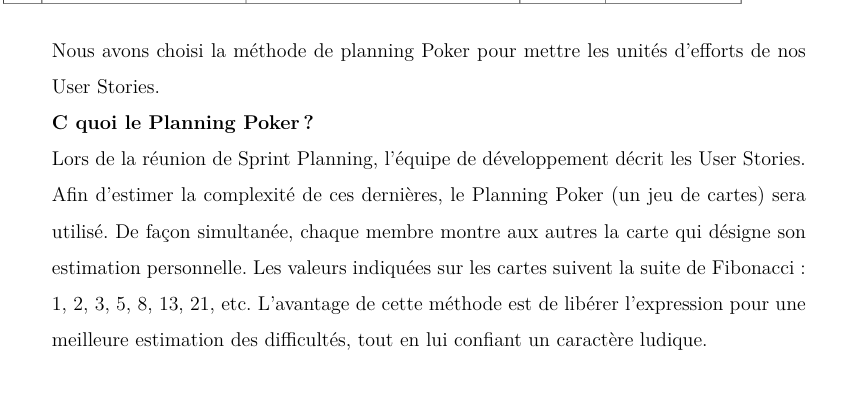 Nous avons choisi la méthode de planning Poker pour mettre les unités d'efforts de nos
User Stories.
C quoi le Planning Poker ?
Lors de la réunion de Sprint Planning, l'équipe de développement décrit les User Stories.
Afin d'estimer la complexité de ces dernières, le Planning Poker (un jeu de cartes) sera
utilisé. De façon simultanée, chaque membre montre aux autres la carte qui désigne son
estimation personnelle. Les valeurs indiquées sur les cartes suivent la suite de Fibonacci :
1, 2, 3, 5, 8, 13, 21, etc. L'avantage de cette méthode est de libérer l'expression pour une
meilleure estimation des difficultés, tout en lui confiant un caractère ludique.